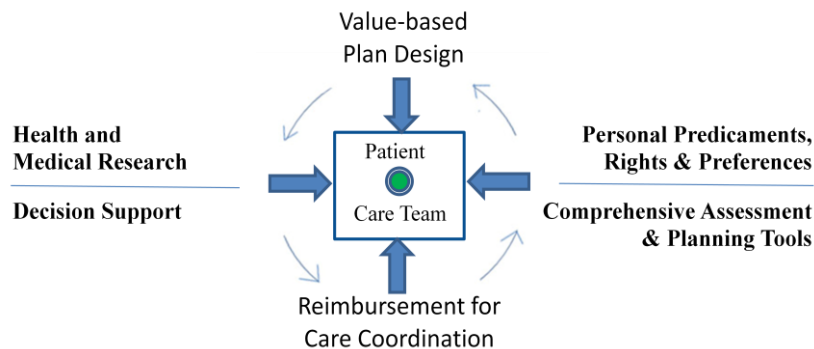 Value-based
Plan Design
Health and
Medical Research
Decision Support
Patient
Care Team
Personal Predicaments,
Rights & Preferences
Comprehensive Assessment
& Planning Tools
Reimbursement for
Care Coordination